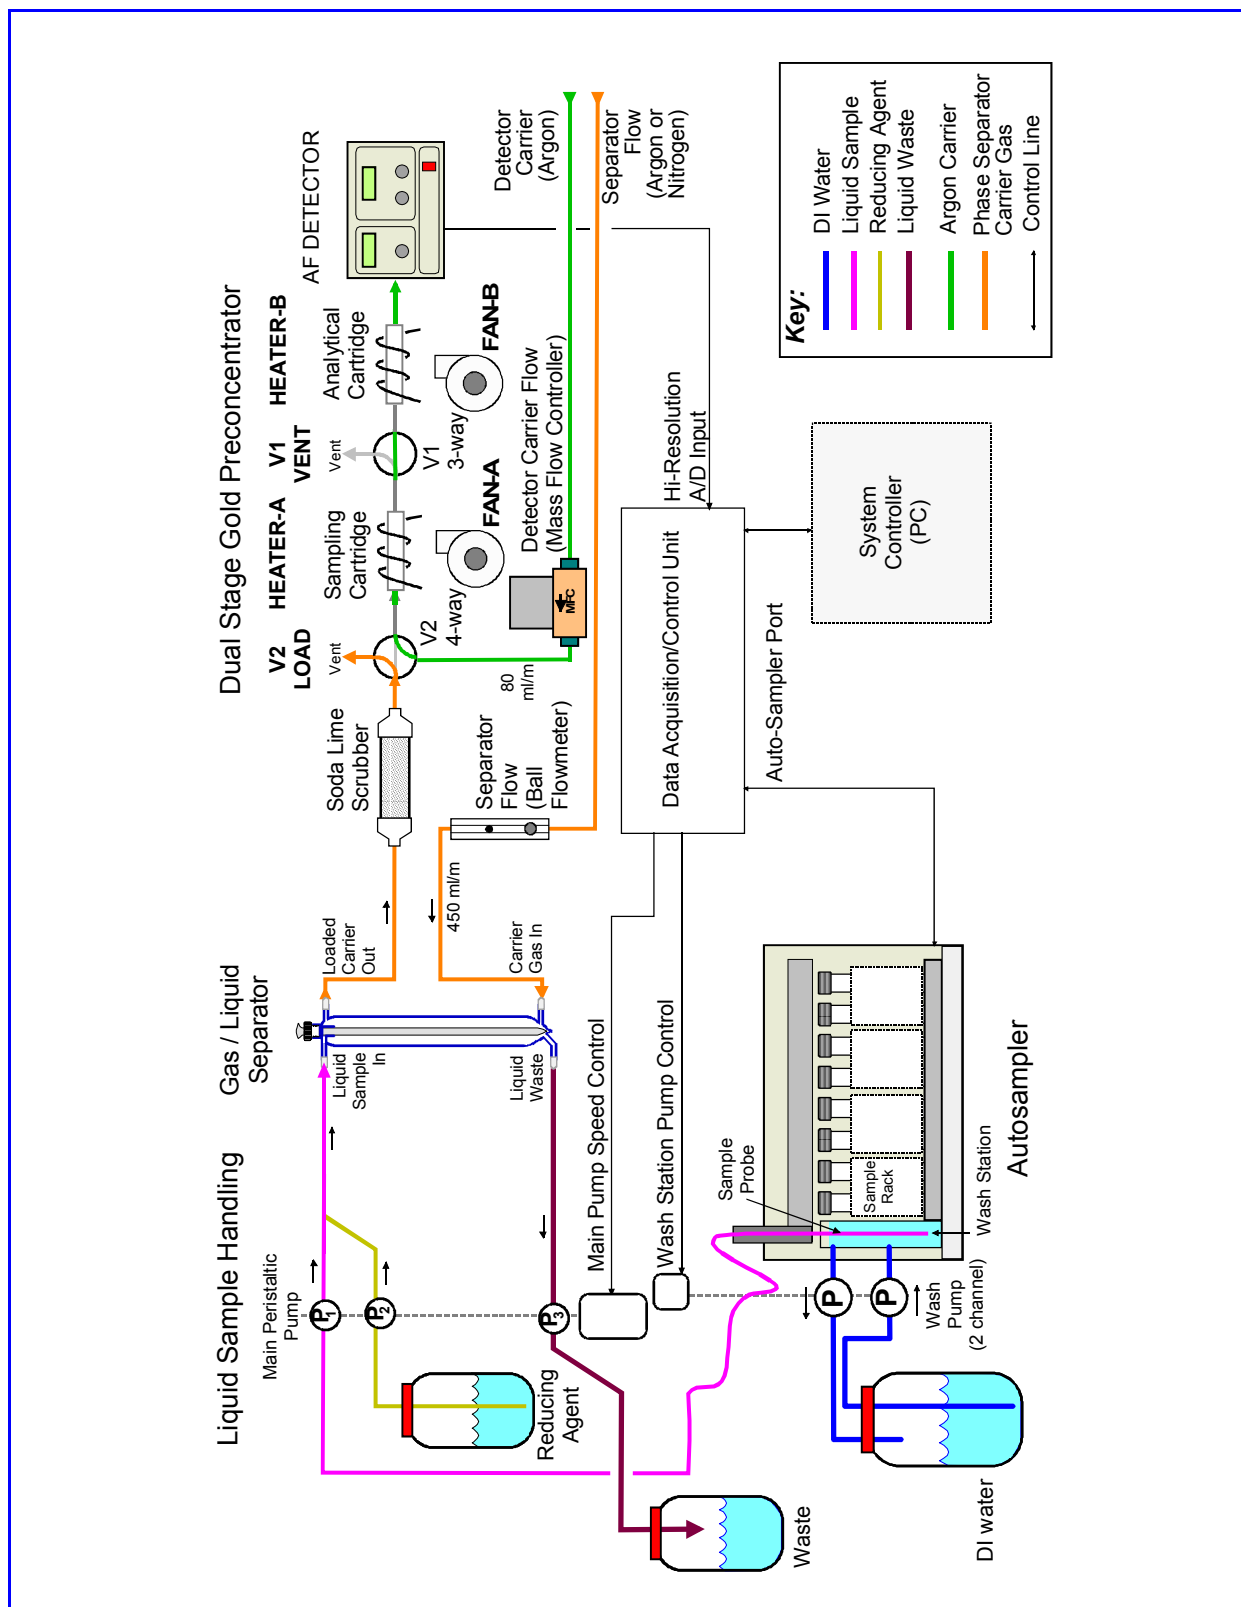 Liquid Sample Handling
Gas / Liquid
Separator
Dual Stage Gold Preconcentrator
Main Peristaltic
Pump
P1
P2
P3
Reducing
Agent
Waste
Liquid
Sample
In
Loaded
Carrier
Out
Liquid
Waste
Carrier
Gas In
450 ml/m
Soda Lime
Scrubber
Separator
Flow
(Ball
Flowmeter)
V2
LOAD
Vent
V2
4-way
80
ml/m
HEATER-A
Sampling
Cartridge
FAN-A
V1
VENT
Vent
V1
3-way
HEATER-B
Analytical
Cartridge
FAN-B
AF DETECTOR
MFC
Detector Carrier Flow
(Mass Flow Controller)
Detector
Carrier
(Argon)
Separator
Flow
(Argon or
Nitrogen)
Main Pump Speed Control
Wash Station Pump Control
Data Acquisition/Control Unit
Hi-Resolution
A/D Input
Auto-Sampler Port
System
Controller
(PC)
Sample
Probe
Sample
Rack
Wash Station
Autosampler
P
P
Wash
Pump
(2 channel)
DI water
Key:
DI Water
Liquid Sample
Reducing Agent
Liquid Waste
Argon Carrier
Phase Separator
Carrier Gas
Control Line